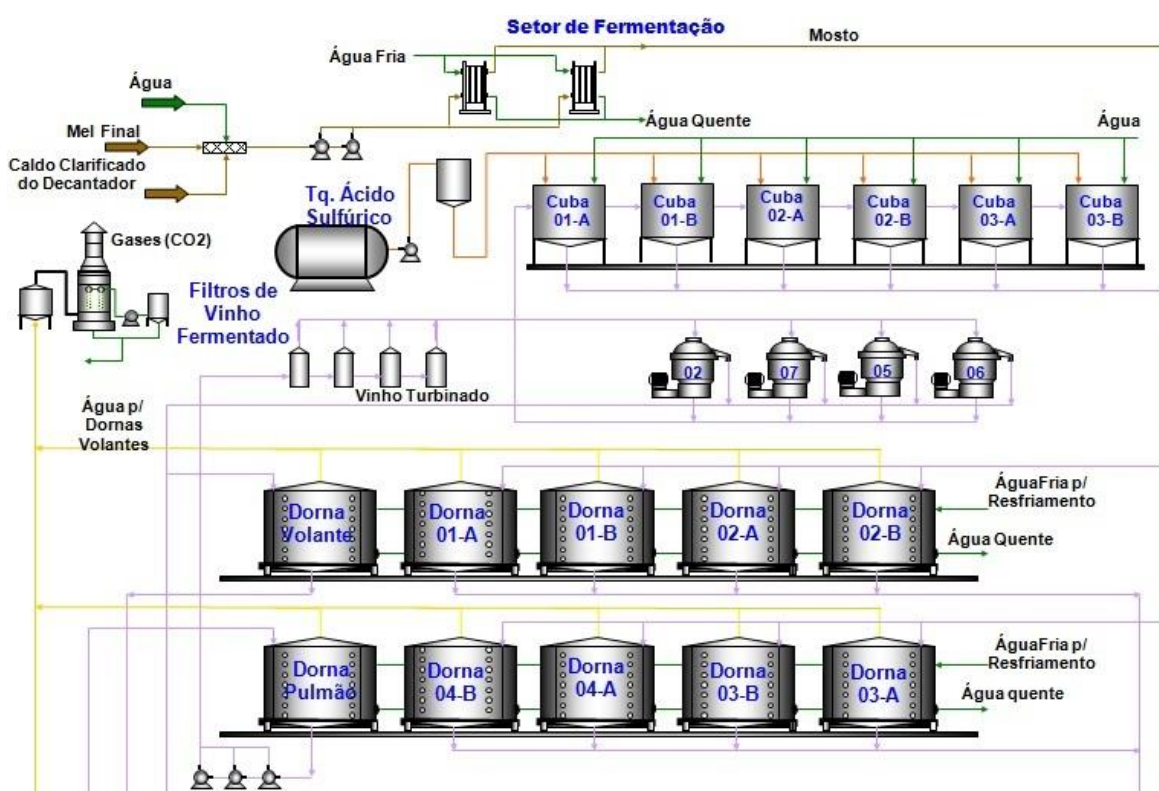 Setor de Fermentação
Mosto
Água Fria
Água
Mel Final
Caldo Clarificado
do Decantador
Água Quente
Água
Tq. Ácido
Sulfúrico
Cuba
01-A
Cuba
01-B
Cuba
02-A
Cuba
02-B
Cuba
03-A
Cuba
03-B
Gases (CO2)
Filtros de
Vinho
Fermentado
02
07
05
06
Vinho Turbinado
Água p/
Dornas
Volantes
Dorna
Volante
Dorna
01-A
Dorna
01-B
Dorna
02-A
Dorna
02-B
ÁguaFria p/
Resfriamento
Água Quente
Dorna
Pulmão
Dorna
04-B
Dorna
04-A
Dorna
03-B
Dorna
03-A
ÁguaFria p/
Resfriamento
Água quente